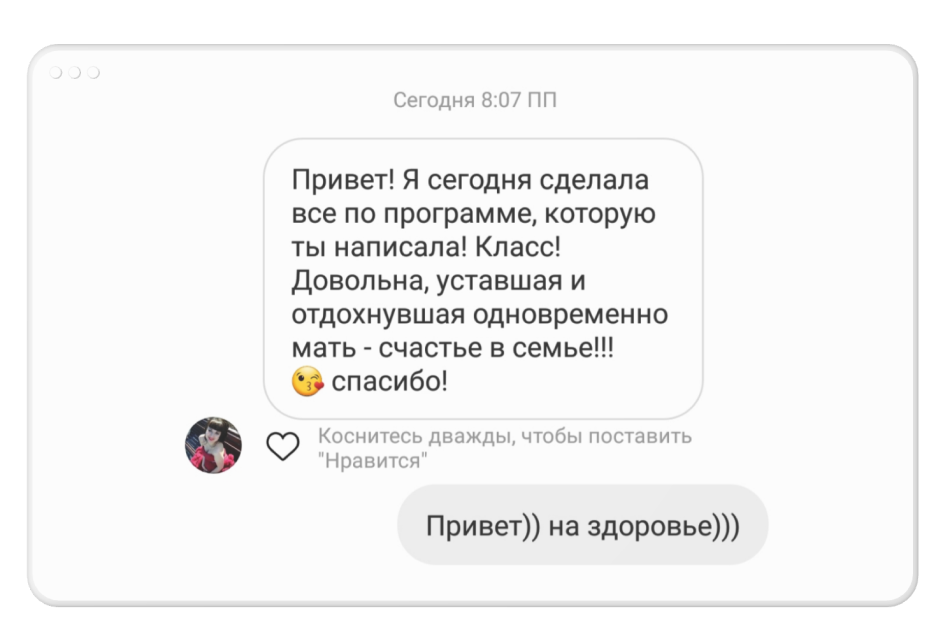 Сегодня 8:07 ПП
Привет! Я сегодня сделала
все по программе, которую
ты написала! Класс!
Довольна, уставшая и
отдохнувшая одновременно
мать - счастье в семье!!!
😘 спасибо!
Коснитесь дважды, чтобы поставить
"Нравится"
Привет)) на здоровье)))